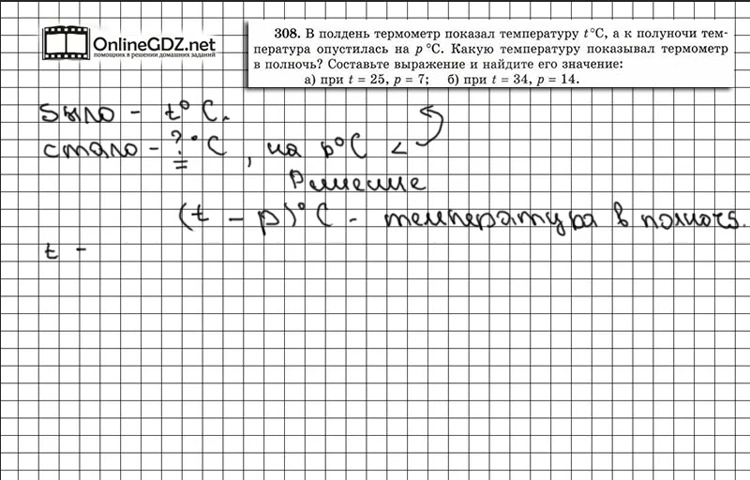 OnlineGDZ.net
помощник в решении домашних заданий
308. В полдень термометр показал температуру t°C, а к полуночи тем-
пература опустилась на p °C. Какую температуру показывал термометр
в полночь? Составьте выражение и найдите его значение:
а) при t = 25, p = 7; б) при t = 34, p = 14.
Было - t°C.
стало - ?°C, на p°C <
Решение
(t - p)°C - температура в полночь.
t -